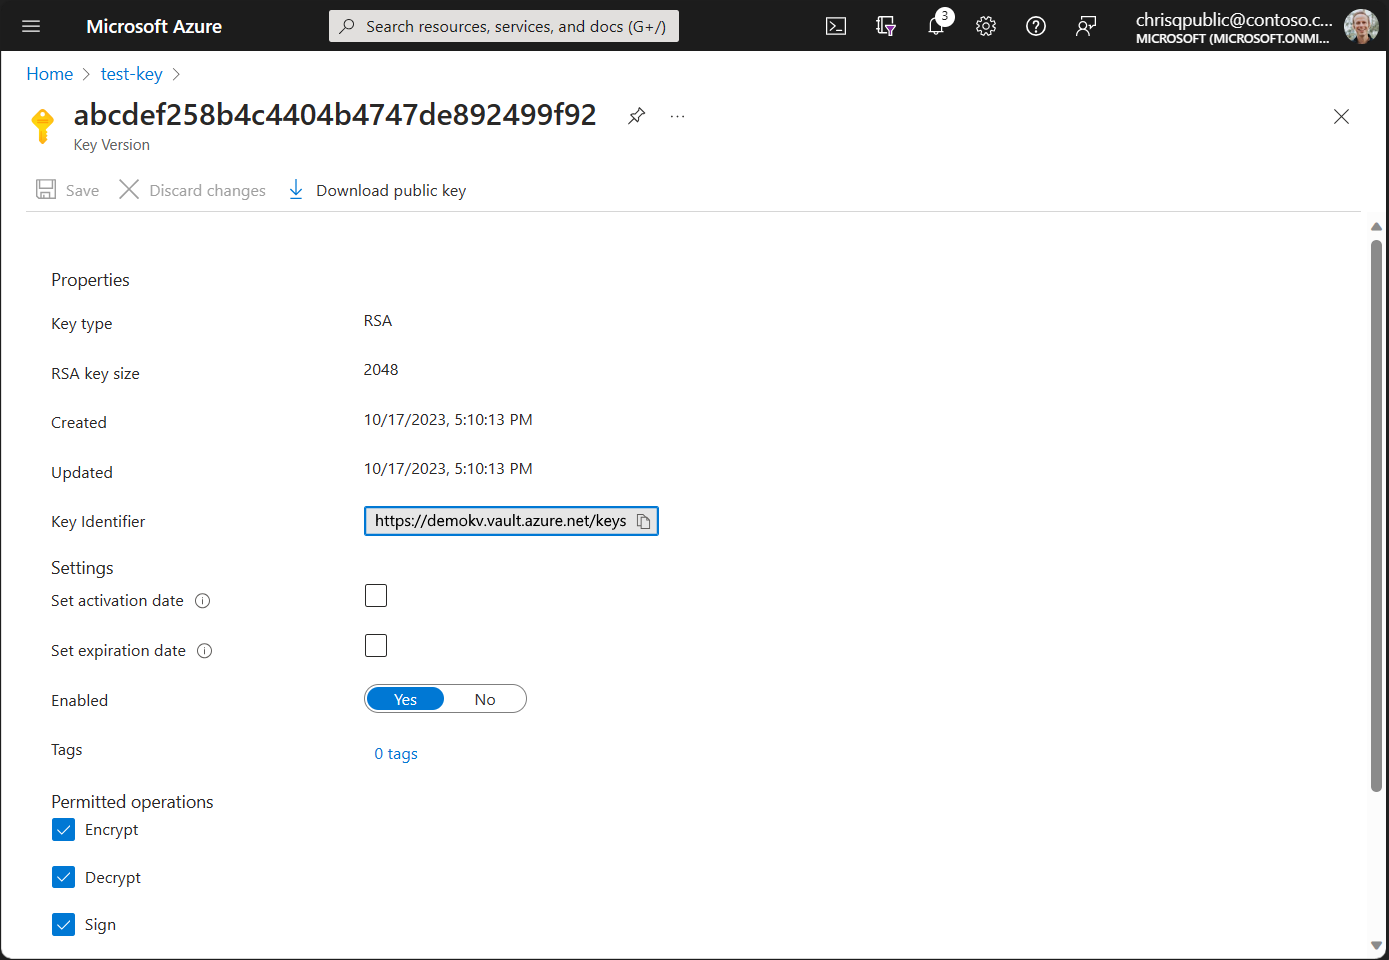 Microsoft Azure
Search resources, services, and docs (G+/)
3
chrisqpublic@contoso.c...
MICROSOFT (MICROSOFT.ONMI...
Home > test-key >
abcdef258b4c4404b4747de892499f92
Key Version
Save Discard changes Download public key
Properties
Key type RSA
RSA key size 2048
Created 10/17/2023, 5:10:13 PM
Updated 10/17/2023, 5:10:13 PM
Key Identifier https://demokv.vault.azure.net/keys
Settings
Set activation date
Set expiration date
Enabled Yes No
Tags 0 tags
Permitted operations
Encrypt
Decrypt
Sign